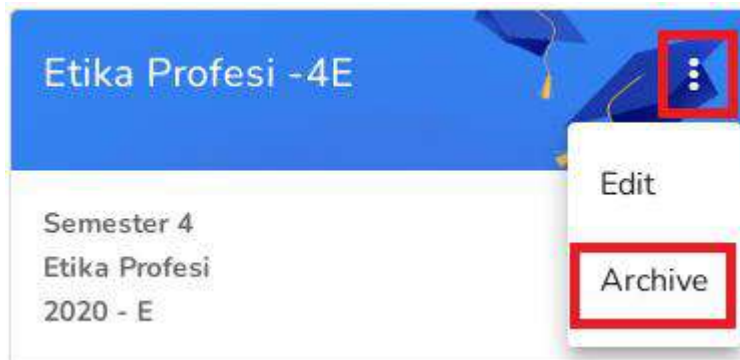 Etika Profesi -4E
Edit
Archive
Semester 4
Etika Profesi
2020 - E